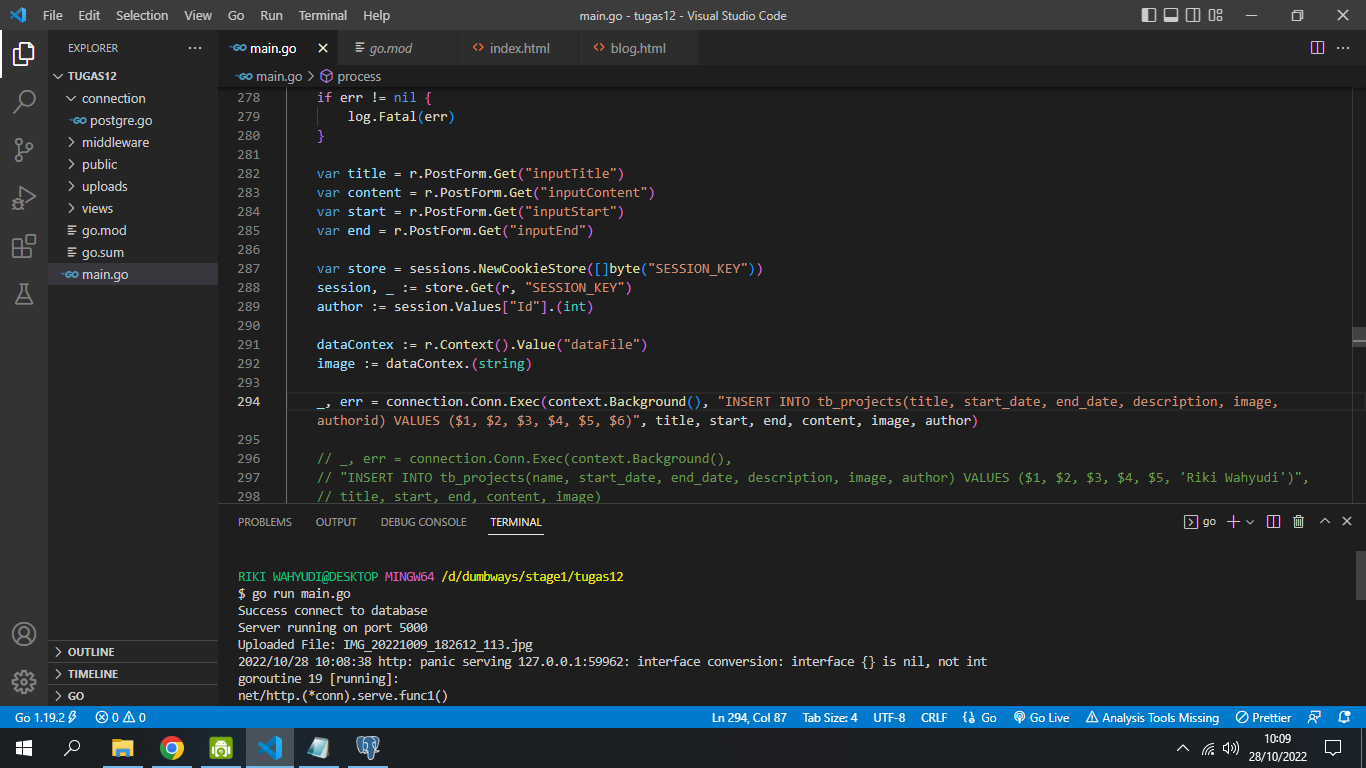 File Edit Selection View Go Run Terminal Help
main.go - tugas12 - Visual Studio Code
EXPLORER
TUGAS12
connection
postgre.go
middleware
public
uploads
views
go.mod
go.sum
main.go
OUTLINE
TIMELINE
GO
main.go go.mod index.html blog.html
main.go > process
278 if err != nil {
279 log.Fatal(err)
280 }
281
282 var title = r.PostForm.Get("inputTitle")
283 var content = r.PostForm.Get("inputContent")
284 var start = r.PostForm.Get("inputStart")
285 var end = r.PostForm.Get("inputEnd")
286
287 var store = sessions.NewCookieStore([]byte("SESSION_KEY"))
288 session, _ := store.Get(r, "SESSION_KEY")
289 author := session.Values["Id"].(int)
290
291 dataContex := r.Context().Value("dataFile")
292 image := dataContex.(string)
293
294 _, err = connection.Conn.Exec(context.Background(), "INSERT INTO tb_projects(title, start_date, end_date, description, image,
authorid) VALUES ($1, $2, $3, $4, $5, $6)", title, start, end, content, image, author)
295
296 // _, err = connection.Conn.Exec(context.Background(),
297 // "INSERT INTO tb_projects(name, start_date, end_date, description, image, author) VALUES ($1, $2, $3, $4, $5, 'Riki Wahyudi')",
298 // title, start, end, content, image)
PROBLEMS OUTPUT DEBUG CONSOLE TERMINAL
go
RIKI WAHYUDI@DESKTOP MINGW64 /d/dumbways/stage1/tugas12
$ go run main.go
Success connect to database
Server running on port 5000
Uploaded File: IMG_20221009_182612_113.jpg
2022/10/28 10:08:38 http: panic serving 127.0.0.1:59962: interface conversion: interface {} is nil, not int
goroutine 19 [running]:
net/http.(*conn).serve.func1()
Go 1.19.2 0 0 Ln 294, Col 87 Tab Size: 4 UTF-8 CRLF Go Go Live Analysis Tools Missing Prettier
10:09
28/10/2022